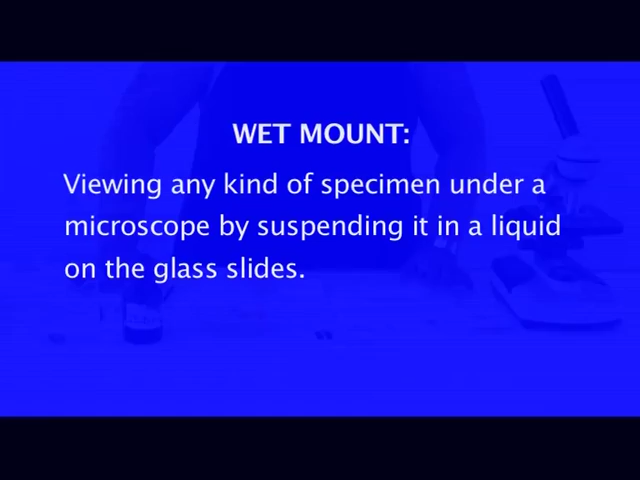 WET MOUNT:
Viewing any kind of specimen under a
microscope by suspending it in a liquid
on the glass slides.